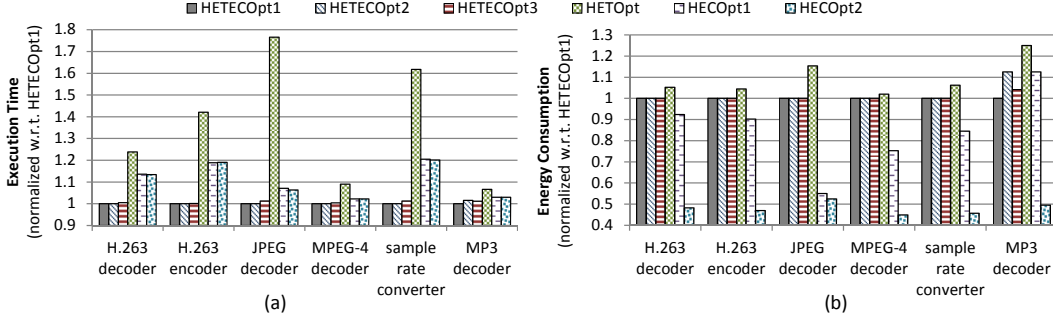 HETECOpt1 HETECOpt2 HETECOpt3 HETOpt HECOpt1 HECOpt2
Execution Time
(normalized w.r.t. HETECOpt1)
1.8
1.7
1.6
1.5
1.4
1.3
1.2
1.1
1
0.9
H.263 H.263 JPEG MPEG-4 sample MP3
decoder encoder decoder decoder rate decoder
converter
(a)
Energy Consumption
(normalized w.r.t. HETECOpt1)
1.3
1.2
1.1
1
0.9
0.8
0.7
0.6
0.5
0.4
H.263 H.263 JPEG MPEG-4 sample MP3
decoder encoder decoder decoder rate decoder
converter
(b)